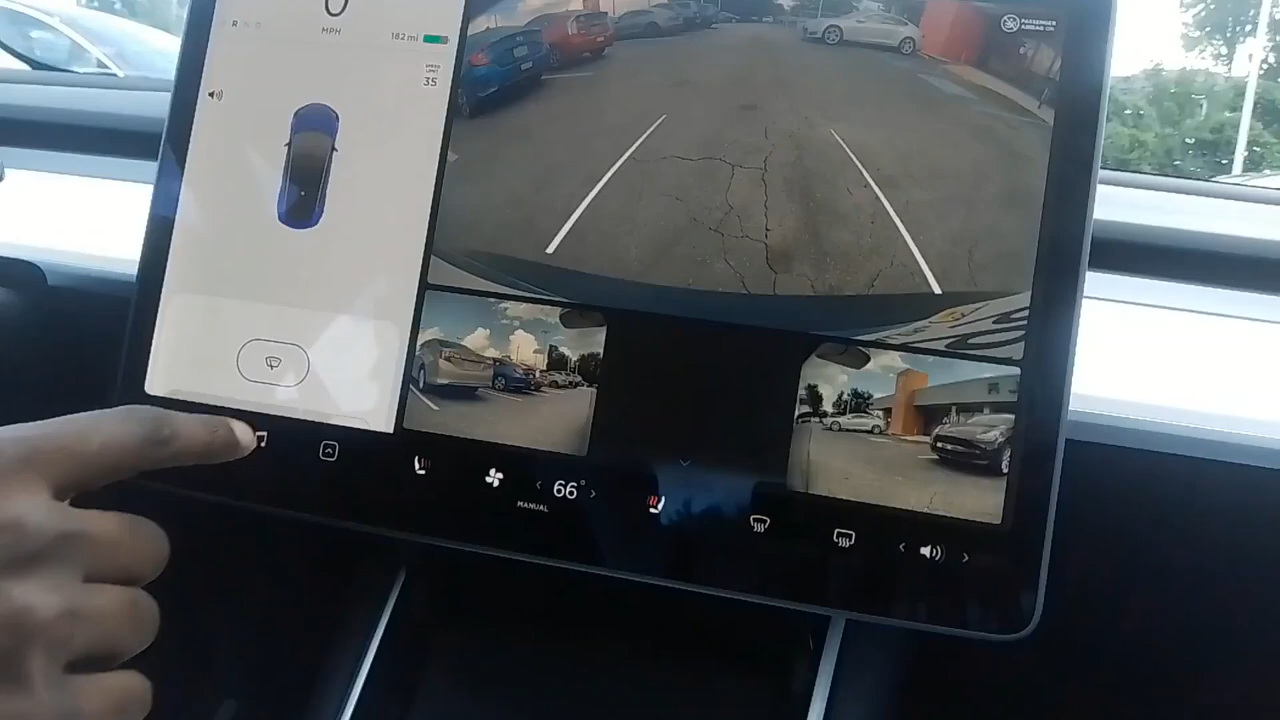 0
R N D
MPH
182 mi
SPEED
LIMIT
35
PASSENGER
AIRBAG ON
< 66° >
MANUAL